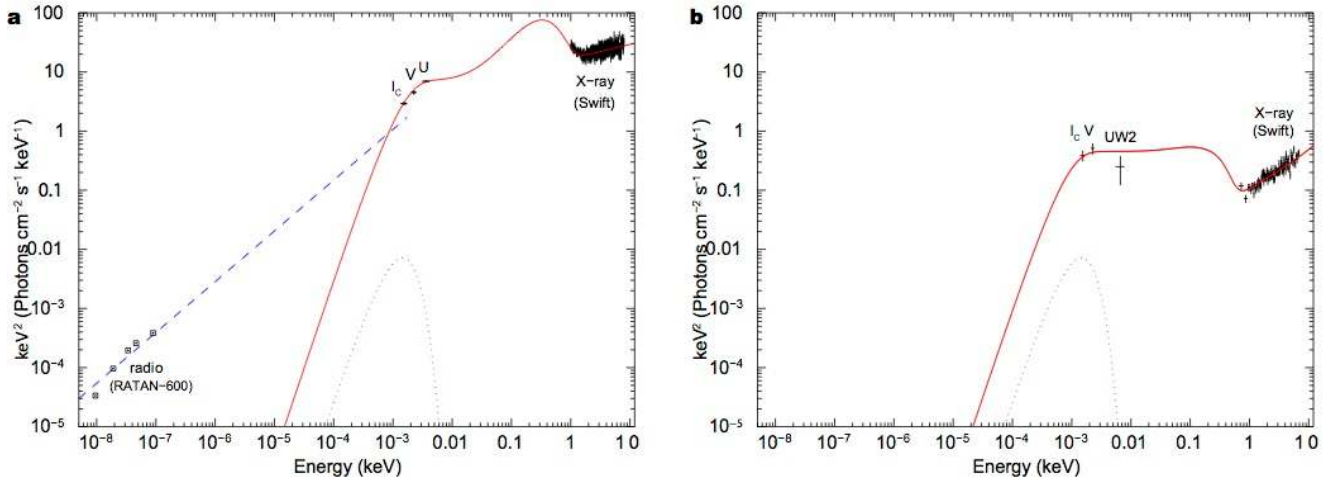 a
100
10
1
0.1
0.01
10⁻³
10⁻⁴
10⁻⁵
keV² (Photons cm⁻² s⁻¹ keV⁻¹)
I_C V U
X−ray
(Swift)
radio
(RATAN−600)
10⁻⁸ 10⁻⁷ 10⁻⁶ 10⁻⁵ 10⁻⁴ 10⁻³ 0.01 0.1 1 10
Energy (keV)
b
100
10
1
0.1
0.01
10⁻³
10⁻⁴
10⁻⁵
keV² (Photons cm⁻² s⁻¹ keV⁻¹)
I_C V UW2
X−ray
(Swift)
10⁻⁸ 10⁻⁷ 10⁻⁶ 10⁻⁵ 10⁻⁴ 10⁻³ 0.01 0.1 1 10
Energy (keV)